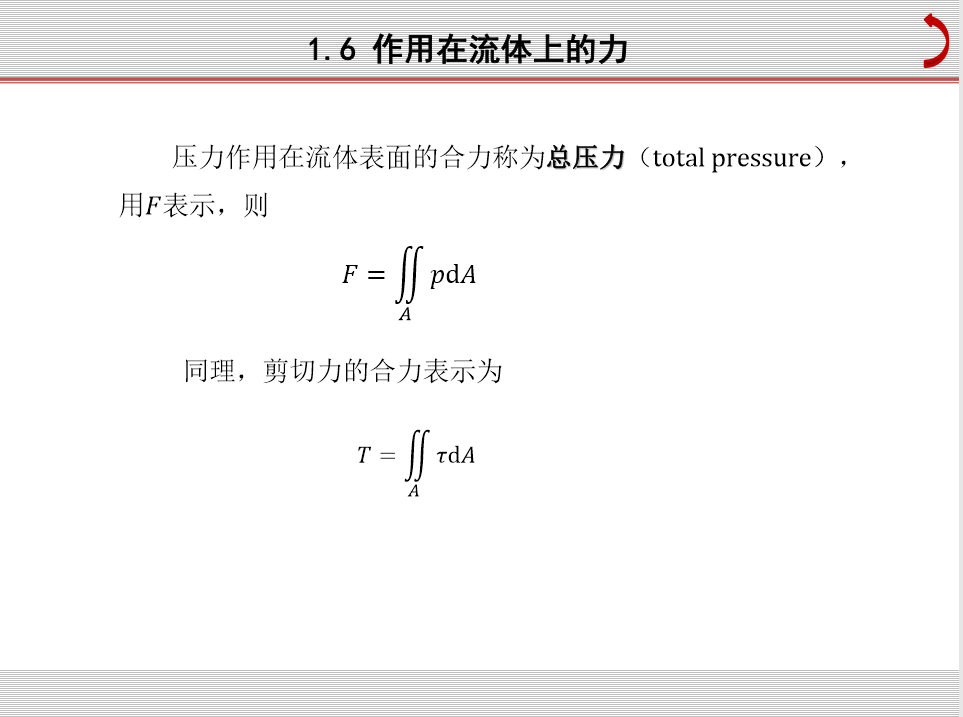 1.6 作用在流体上的力
压力作用在流体表面的合力称为总压力（total pressure），
用F表示，则
F = ∬_A pdA
同理，剪切力的合力表示为
T = ∬_A τdA